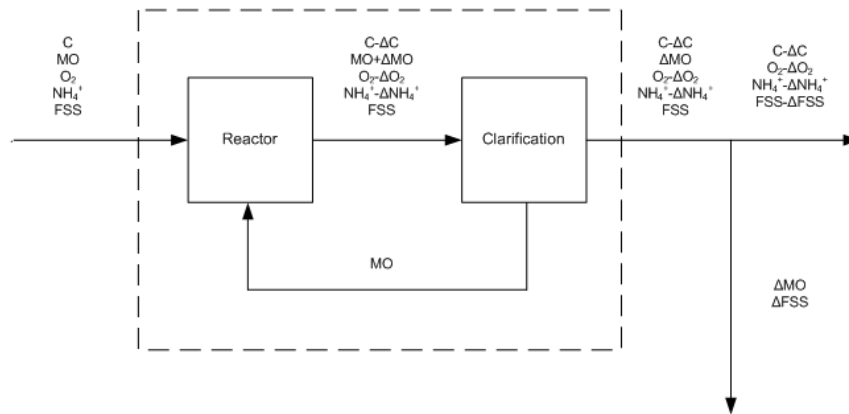 C
MO
O₂
NH₄⁺
FSS
C-ΔC
MO+ΔMO
O₂-ΔO₂
NH₄⁺-ΔNH₄⁺
FSS
C-ΔC
ΔMO
O₂-ΔO₂
NH₄⁺-ΔNH₄⁺
FSS
C-ΔC
O₂-ΔO₂
NH₄⁺-ΔNH₄⁺
FSS-ΔFSS
Reactor
Clarification
MO
ΔMO
ΔFSS